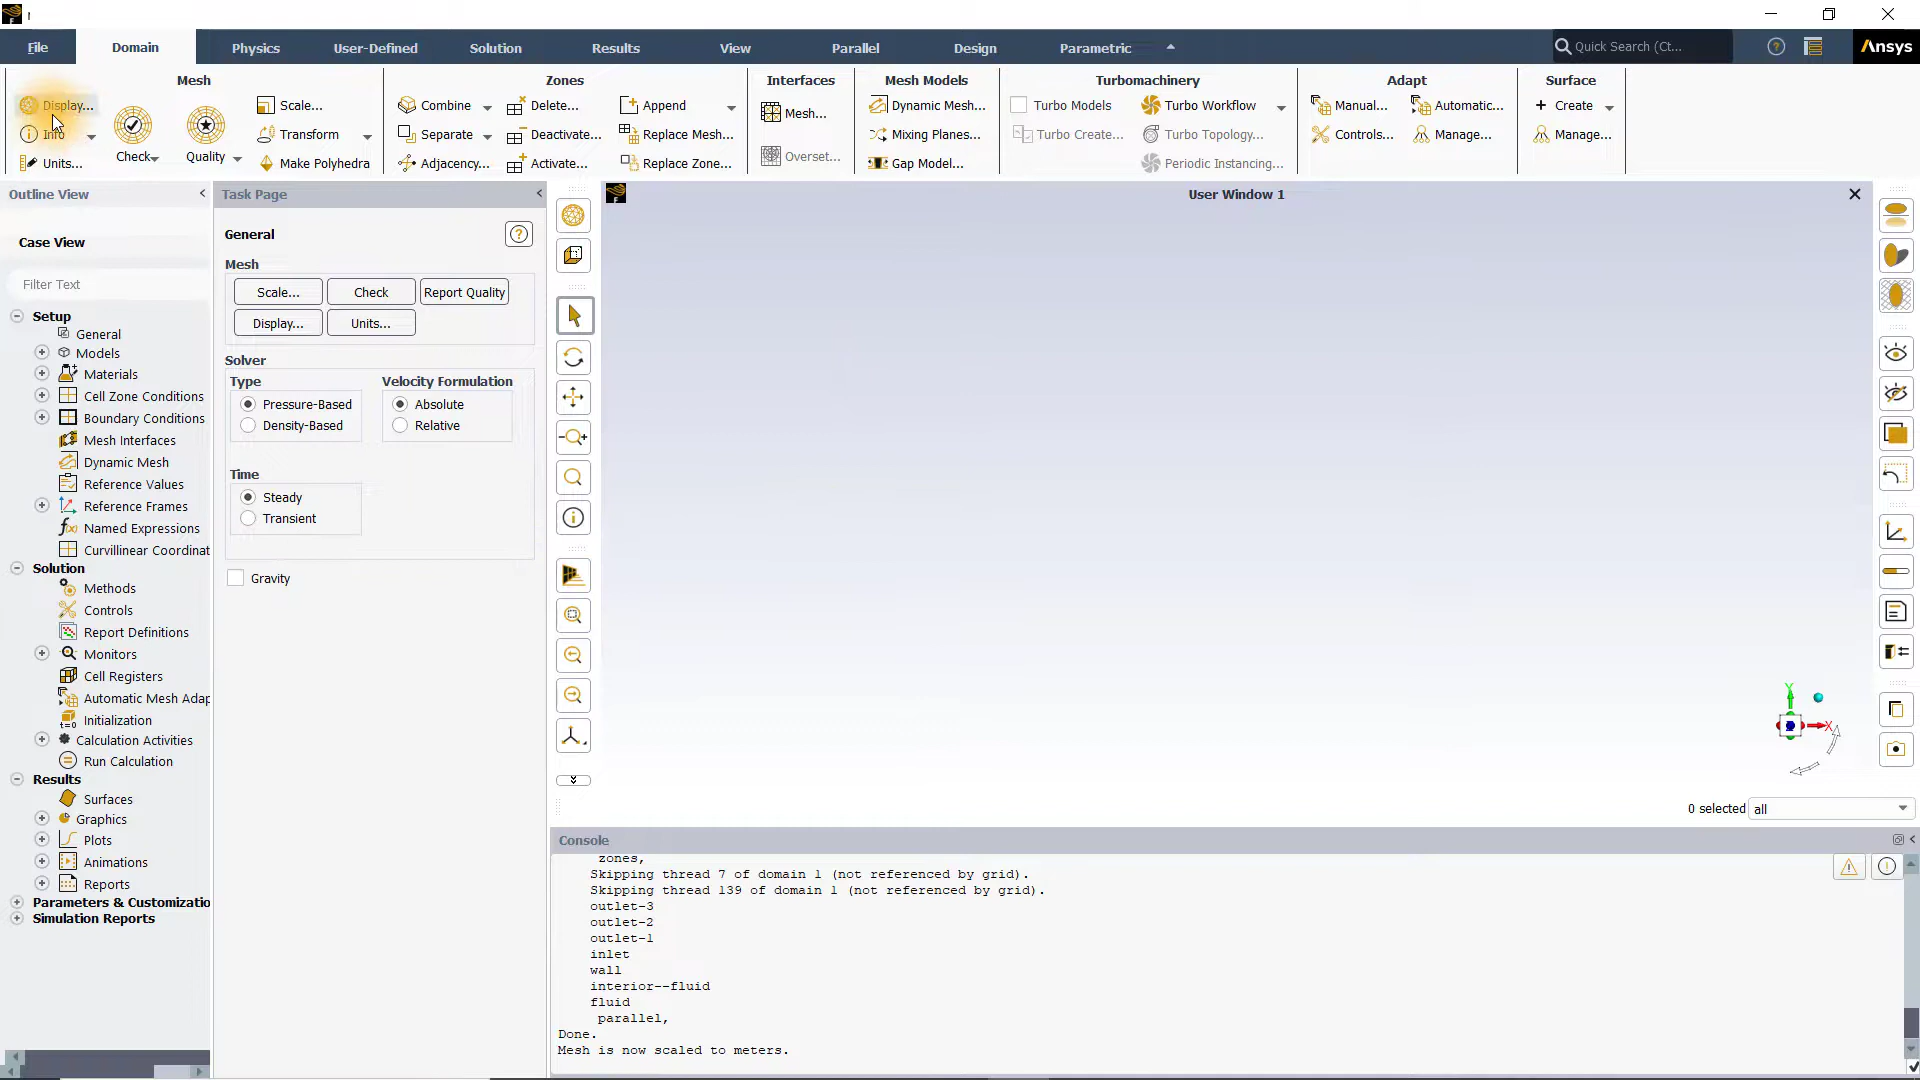 File
Domain
Physics
User-Defined
Solution
Results
View
Parallel
Design
Parametric
Quick Search (Ct...
Ansys
Mesh
Display...
Info
Units...
Check
Quality
Scale...
Transform
Make Polyhedra
Zones
Combine
Separate
Adjacency...
Delete...
Deactivate...
Activate...
Append
Replace Mesh...
Replace Zone...
Interfaces
Mesh...
Overset...
Mesh Models
Dynamic Mesh...
Mixing Planes...
Gap Model...
Turbomachinery
Turbo Models
Turbo Create...
Turbo Workflow
Turbo Topology...
Periodic Instancing...
Adapt
Manual...
Controls...
Automatic...
Manage...
Surface
Create
Manage...
Outline View
Case View
Filter Text
Setup
General
Models
Materials
Cell Zone Conditions
Boundary Conditions
Mesh Interfaces
Dynamic Mesh
Reference Values
Reference Frames
Named Expressions
Curvillinear Coordinat
Solution
Methods
Controls
Report Definitions
Monitors
Cell Registers
Automatic Mesh Adap
Initialization
Calculation Activities
Run Calculation
Results
Surfaces
Graphics
Plots
Animations
Reports
Parameters & Customizatio
Simulation Reports
Task Page
General
Mesh
Scale...
Check
Report Quality
Display...
Units...
Solver
Type
Pressure-Based
Density-Based
Velocity Formulation
Absolute
Relative
Time
Steady
Transient
Gravity
User Window 1
Y
X
0 selected
all
Console
zones,
Skipping thread 7 of domain 1 (not referenced by grid).
Skipping thread 139 of domain 1 (not referenced by grid).
outlet-3
outlet-2
outlet-1
inlet
wall
interior--fluid
fluid
parallel,
Done.
Mesh is now scaled to meters.